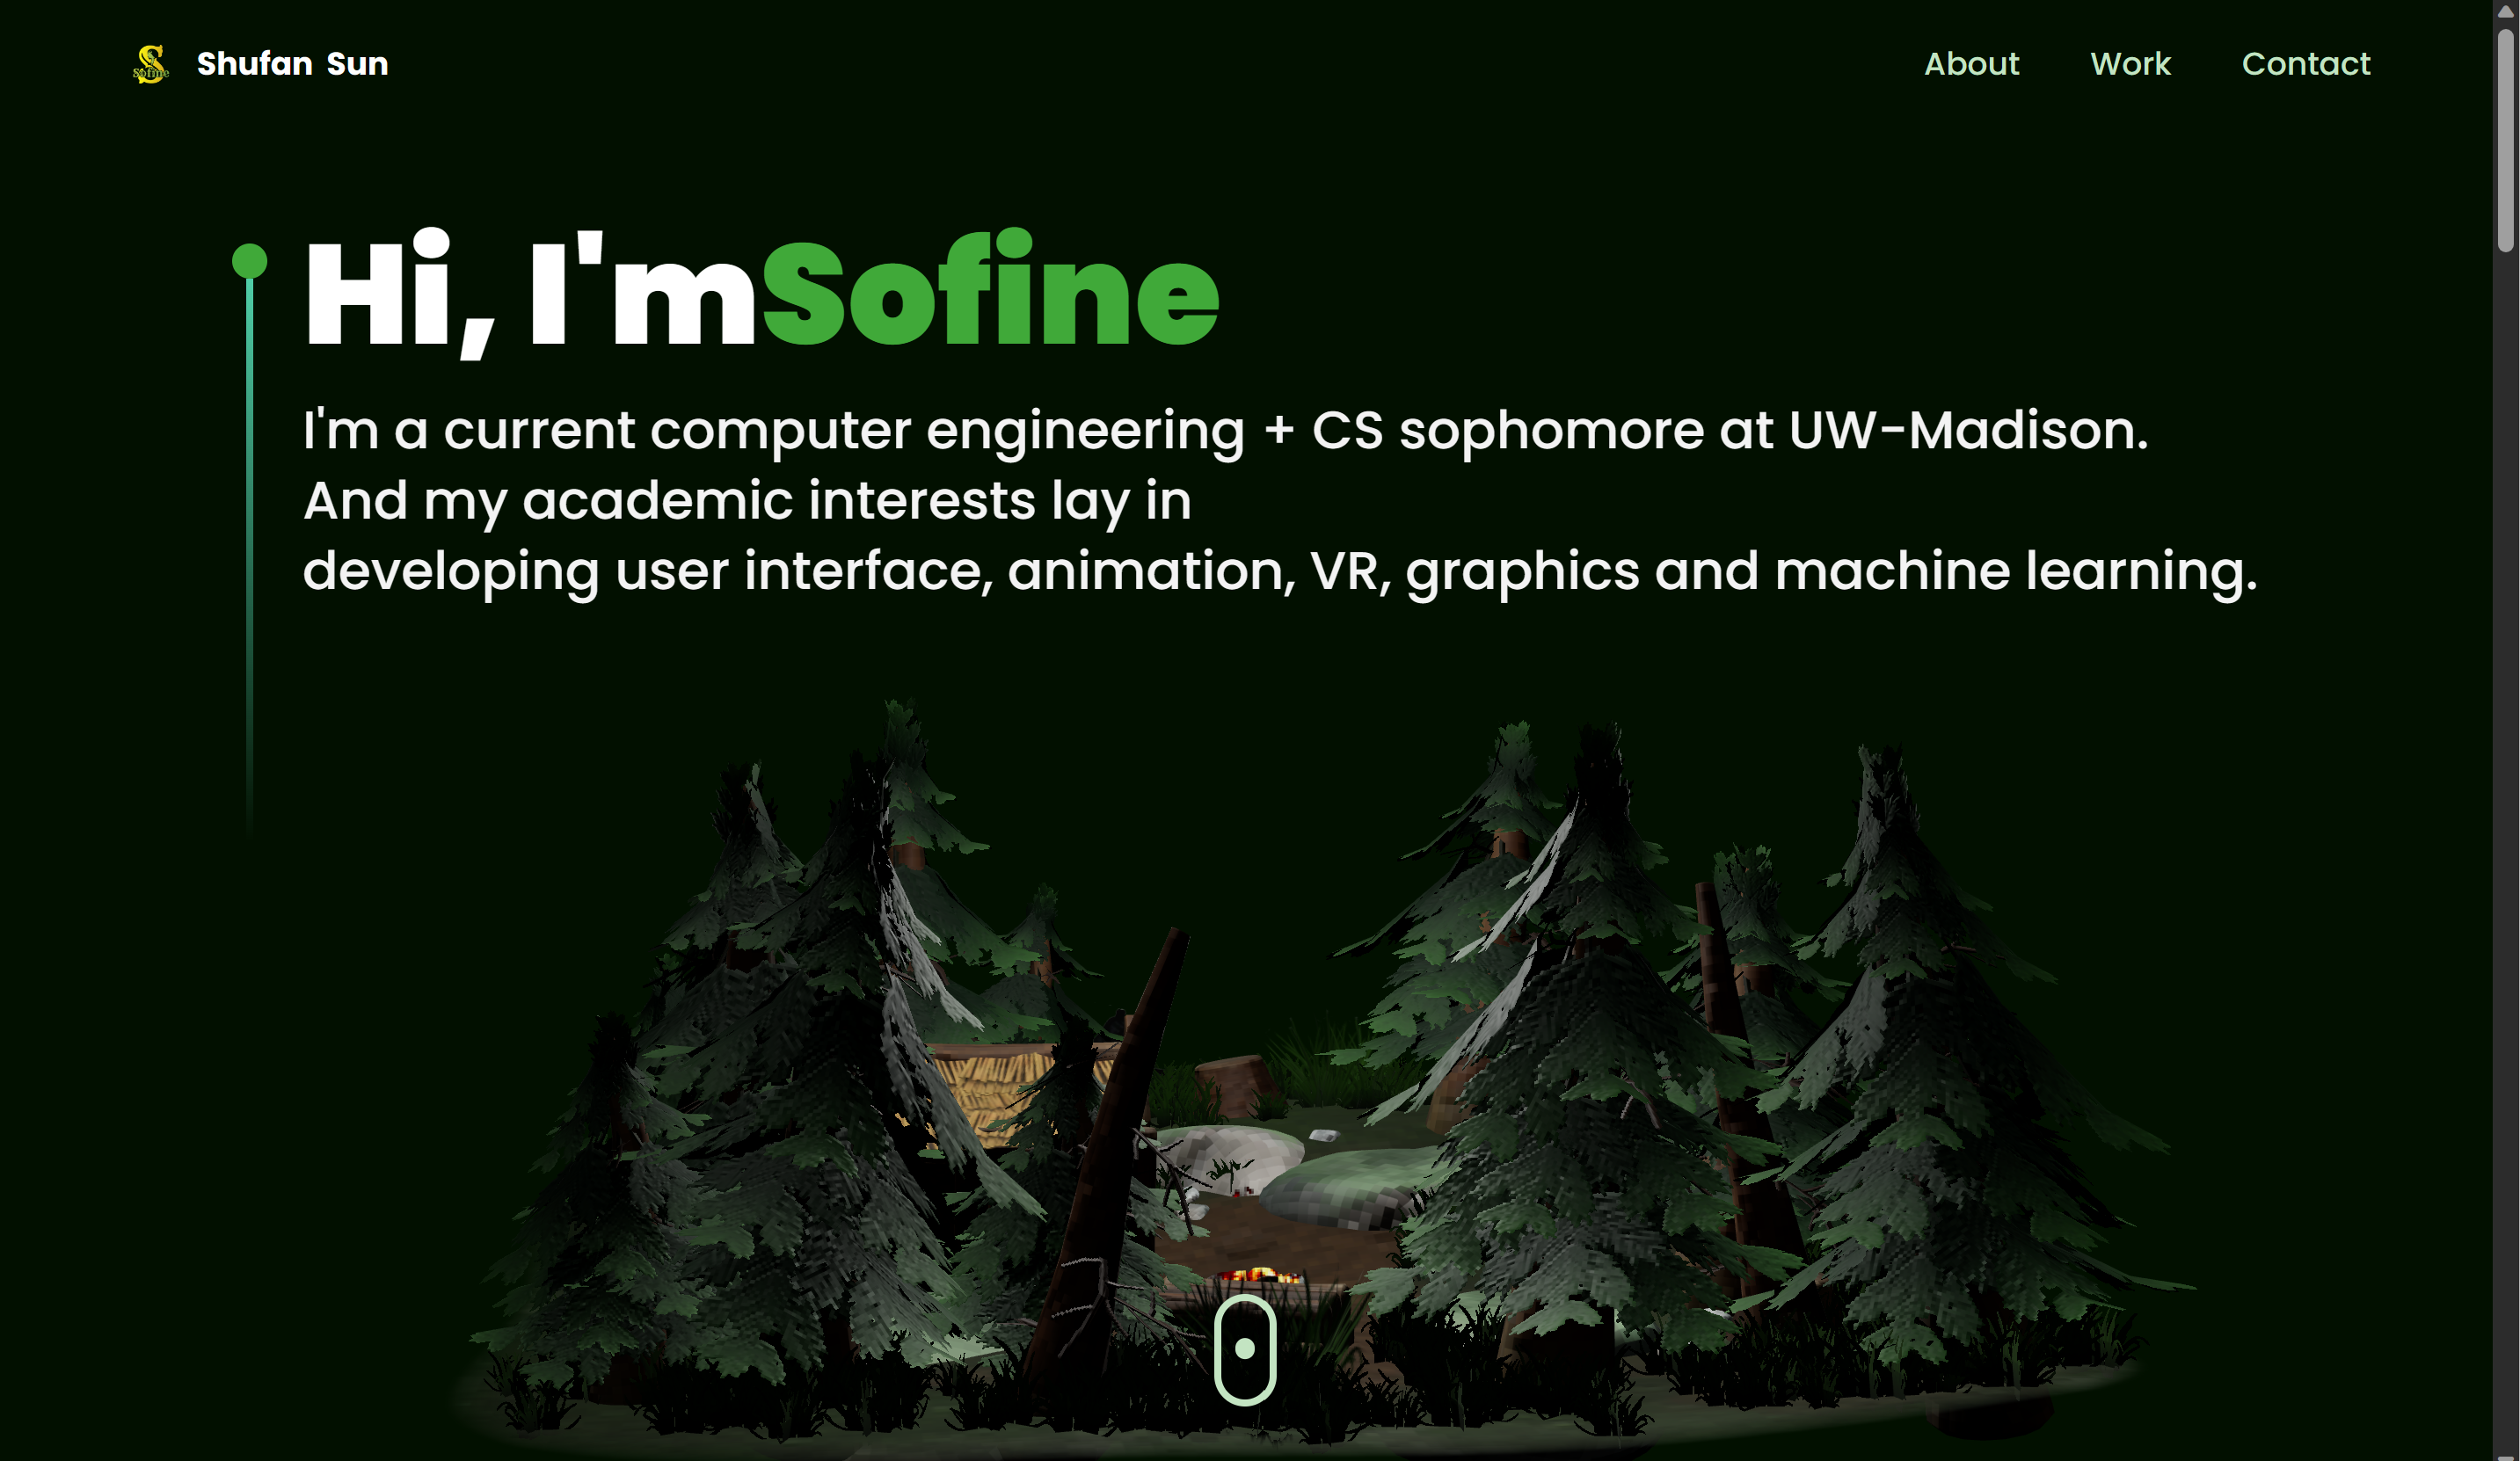 Sofine
Shufan Sun
About
Work
Contact
Hi, I'mSofine
I'm a current computer engineering + CS sophomore at UW-Madison.
And my academic interests lay in
developing user interface, animation, VR, graphics and machine learning.